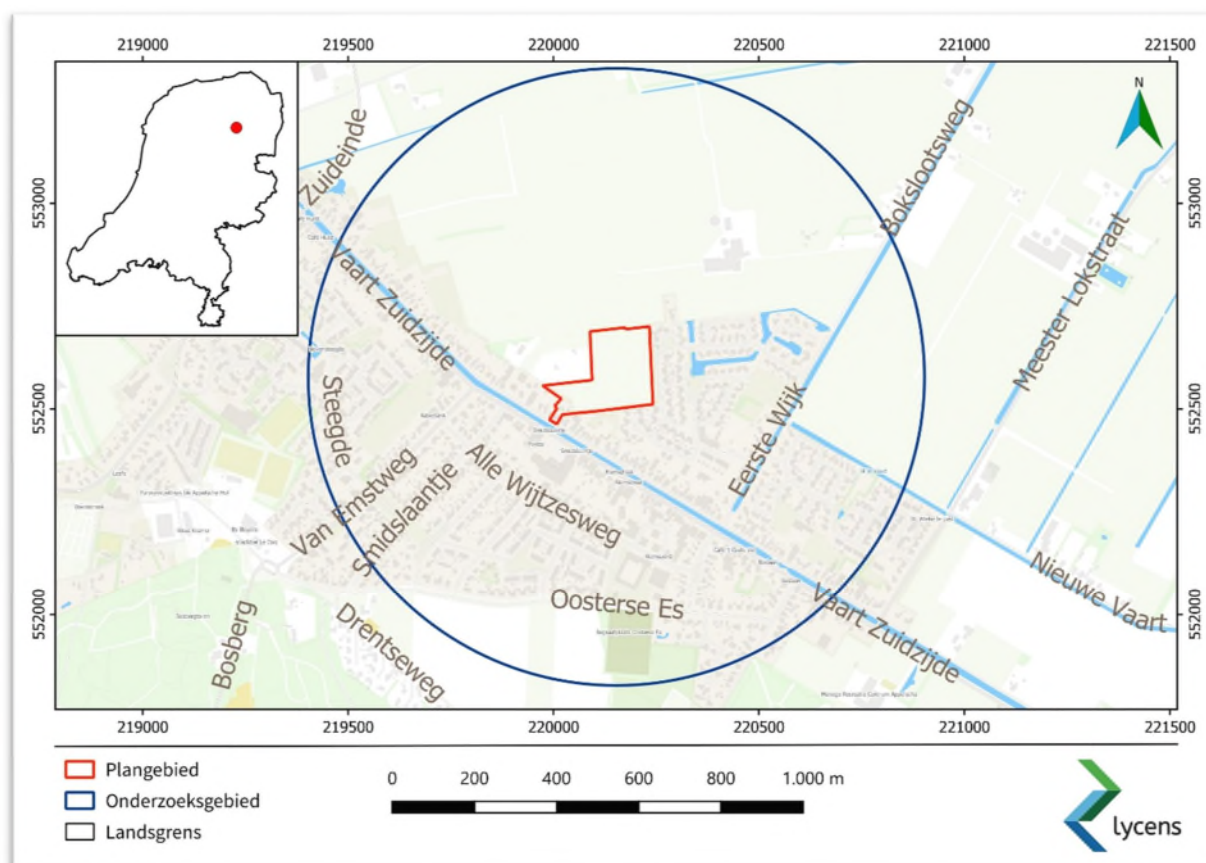 219000 219500 220000 220500 221000 221500
N
553000
552500
552000
553000
552500
552000
Zuideinde
Vaart Zuidzijde
Bokslootsweg
Meester Lokstraat
Steegde
Van Emstweg
Smidslaantje
Alle Wijtzesweg
Eerste Wijk
Oosterse Es
Nieuwe Vaart
Vaart Zuidzijde
Bosberg
Drentseweg
219000 219500 220000 220500 221000 221500
Plangebied
Onderzoeksgebied
Landsgrens
0 200 400 600 800 1.000 m
lycens